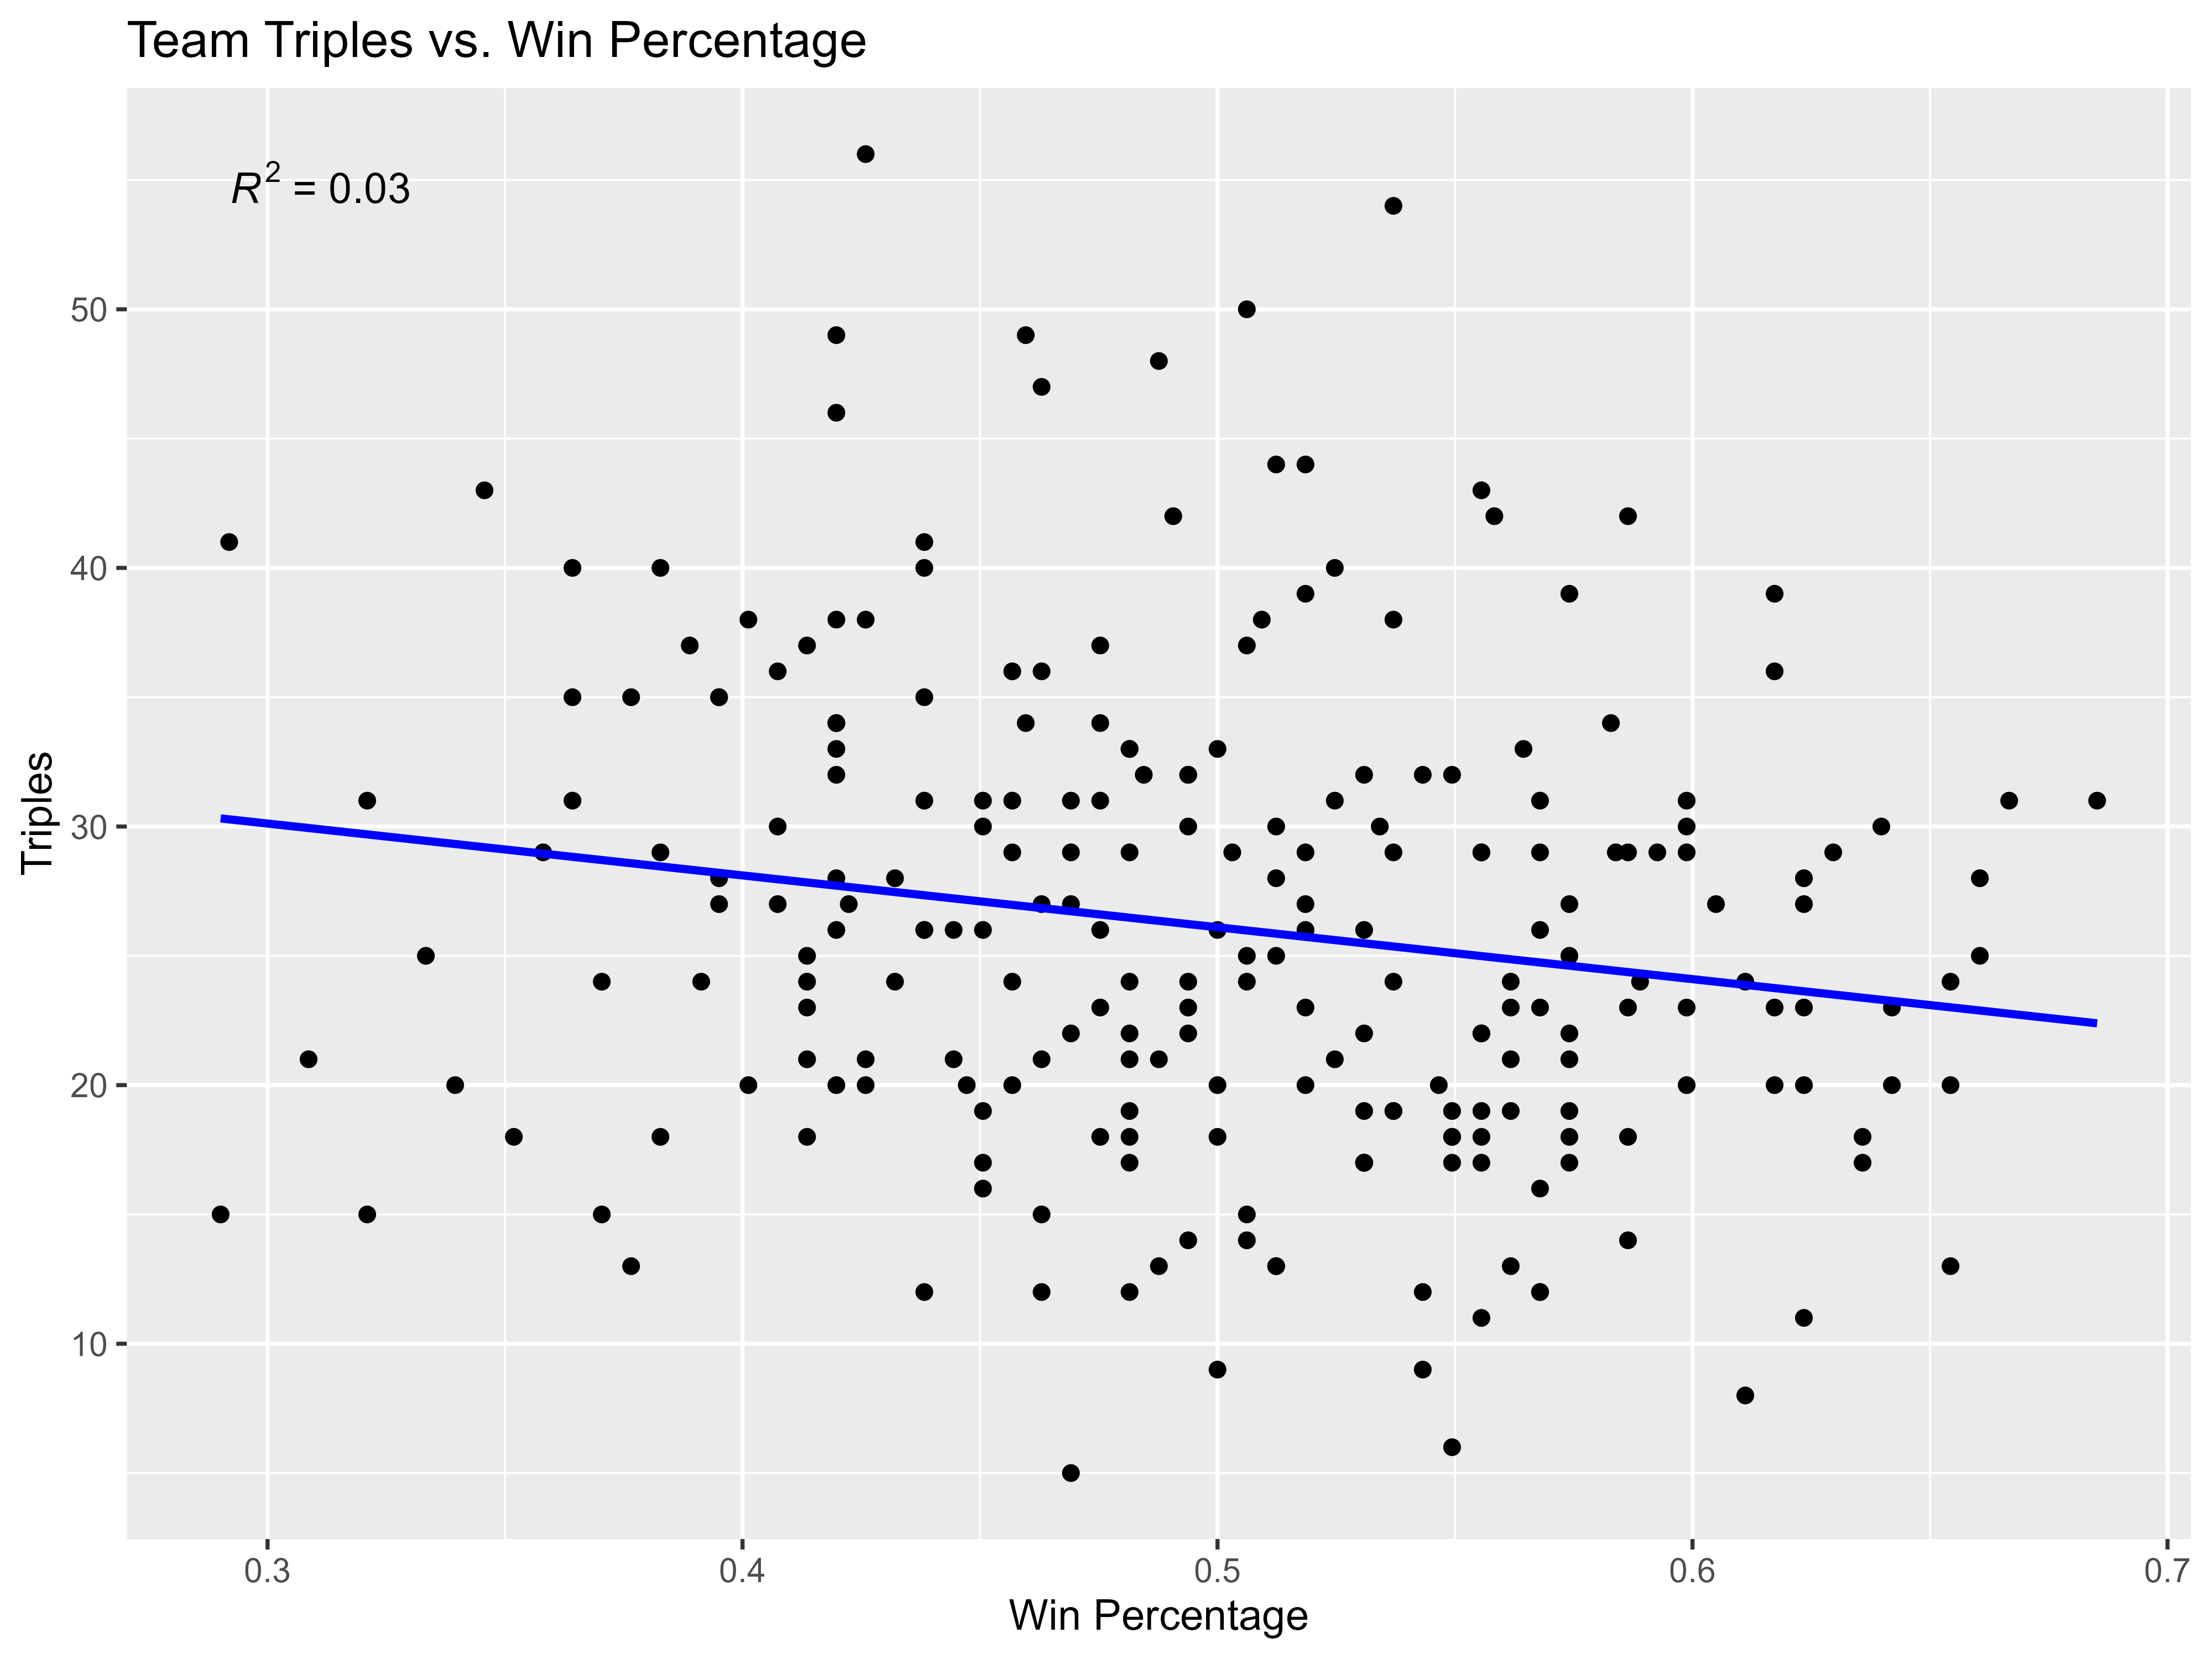 Team Triples vs. Win Percentage
R² = 0.03
50
40
30
20
10
Triples
0.3 0.4 0.5 0.6 0.7
Win Percentage